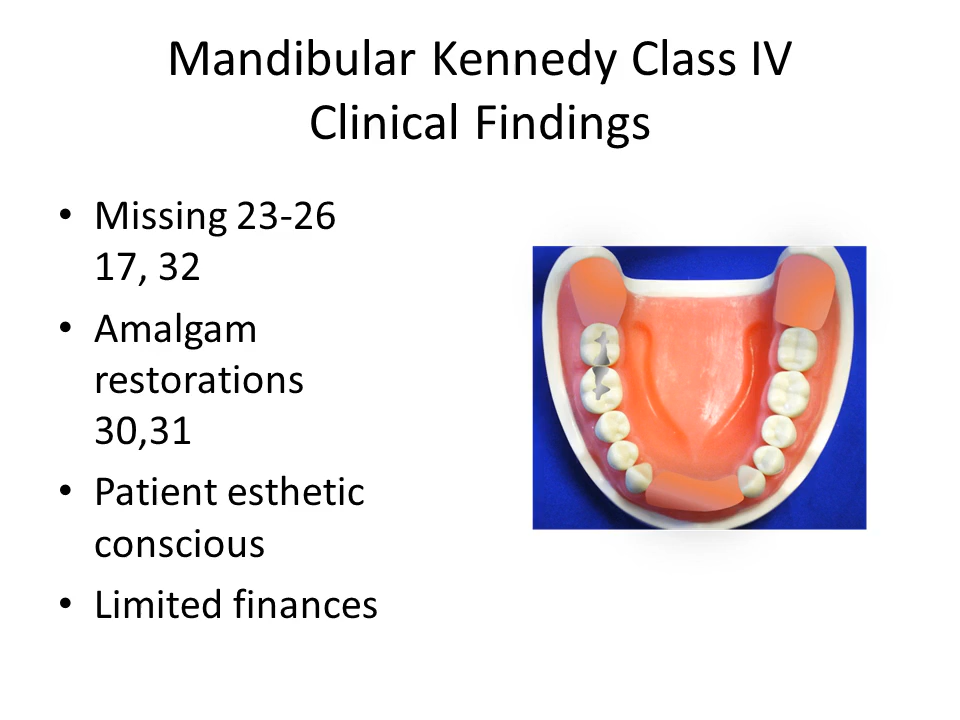 Mandibular Kennedy Class IV
Clinical Findings
• Missing 23-26
17, 32
• Amalgam
restorations
30,31
• Patient esthetic
conscious
• Limited finances